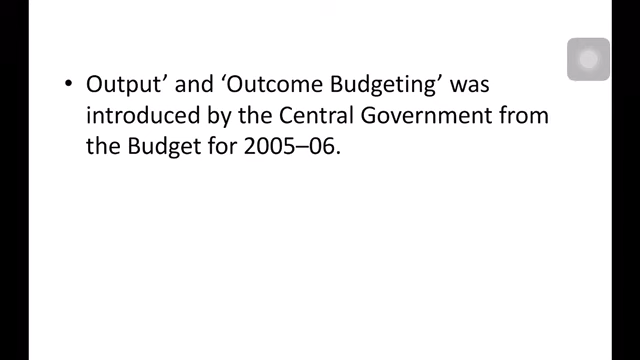 • Output’ and ‘Outcome Budgeting’ was
introduced by the Central Government from
the Budget for 2005–06.